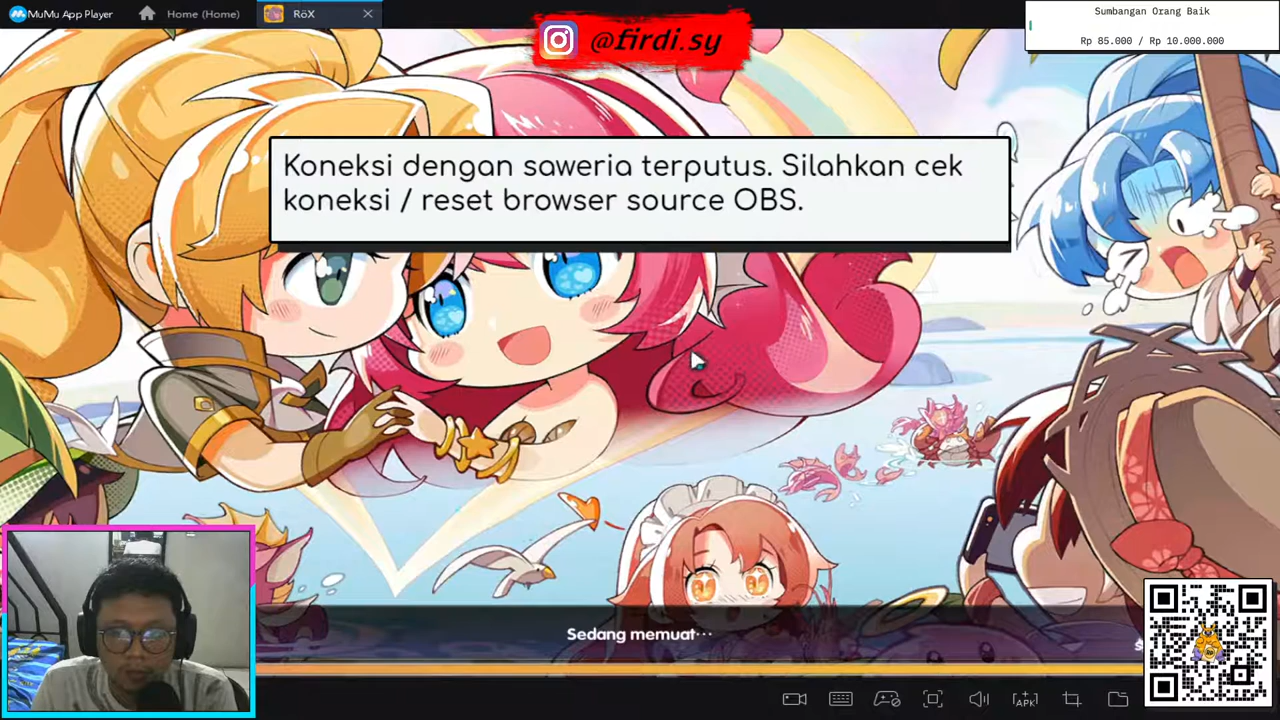 MuMu App Player
Home (Home)
RöX
@firdi.sy
Sumbangan Orang Baik
Rp 85.000 / Rp 10.000.000
Koneksi dengan saweria terputus. Silahkan cek
koneksi / reset browser source OBS.
Sedang memuat···
APK